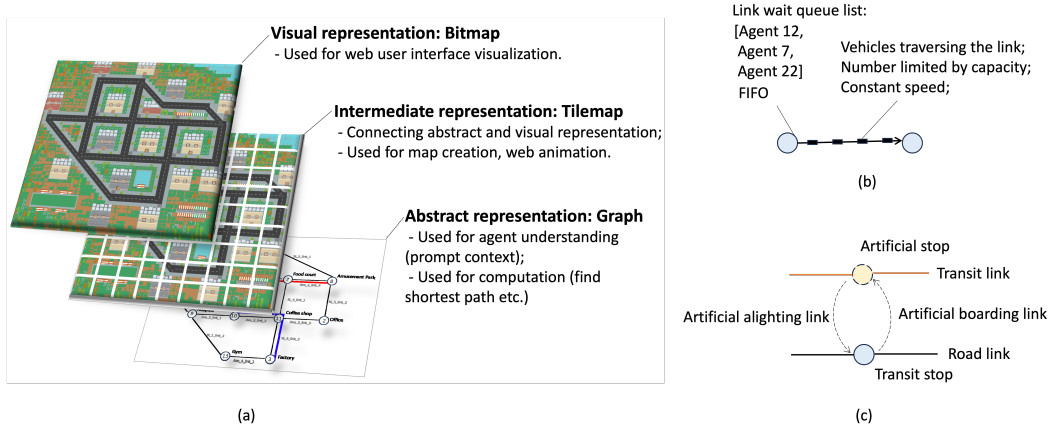 Visual representation: Bitmap
- Used for web user interface visualization.
Intermediate representation: Tilemap
- Connecting abstract and visual representation;
- Used for map creation, web animation.
Abstract representation: Graph
- Used for agent understanding
(prompt context);
- Used for computation (find
shortest path etc.)
Food court
Amusement Park
Coffee shop
Office
Gym
Factory
(a)
Link wait queue list:
[Agent 12,
Agent 7,
Agent 22]
FIFO
Vehicles traversing the link;
Number limited by capacity;
Constant speed;
(b)
Artificial stop
Transit link
Artificial alighting link
Artificial boarding link
Road link
Transit stop
(c)